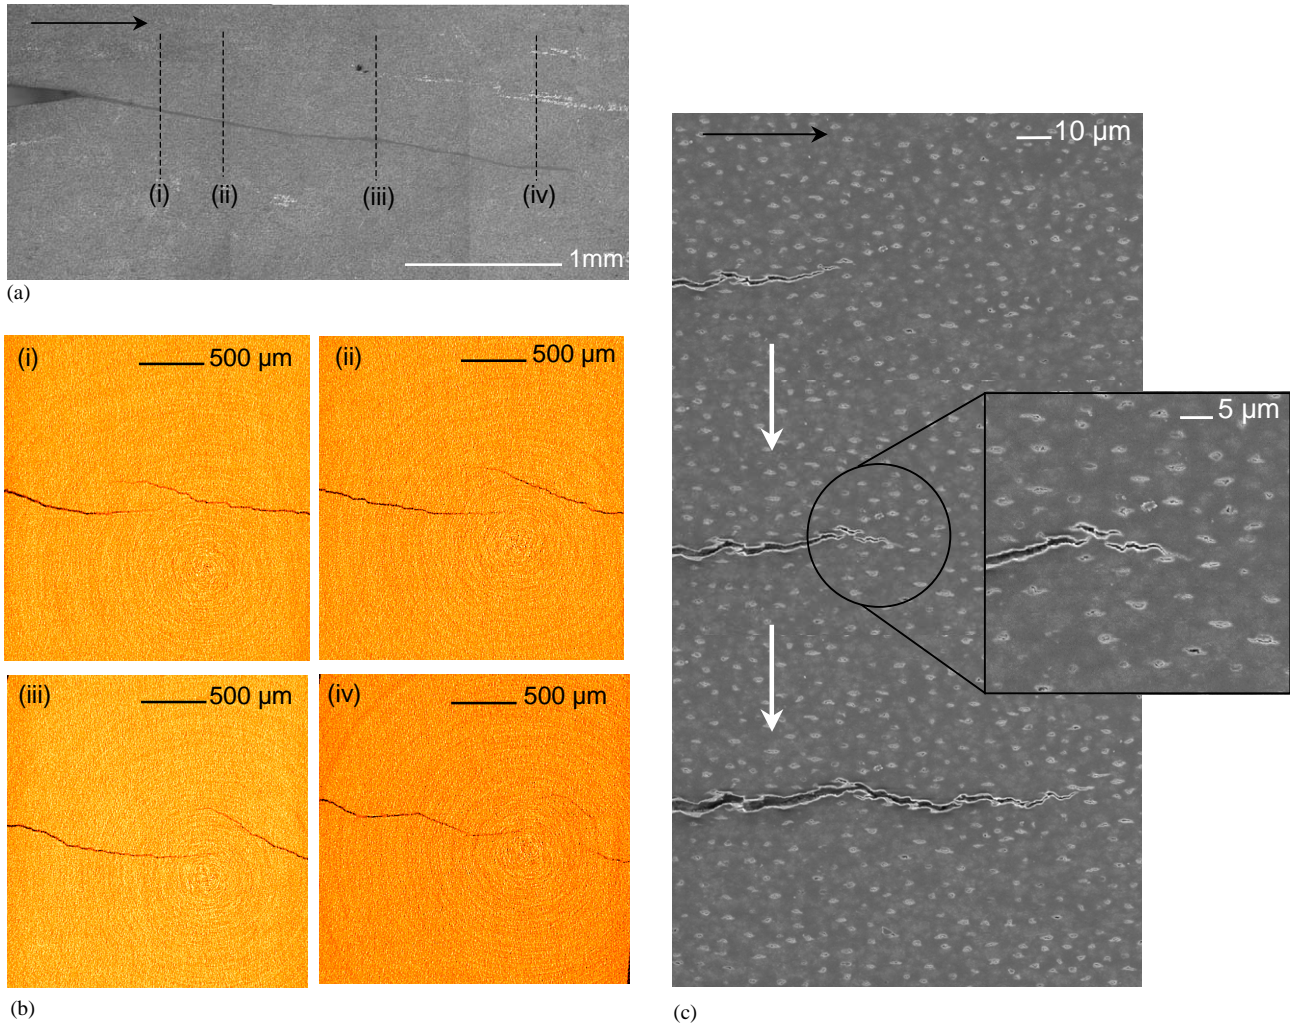 (i)
(ii)
(iii)
(iv)
1mm
(a)
(i)
500 µm
(ii)
500 µm
(iii)
500 µm
(iv)
500 µm
(b)
10 µm
5 µm
(c)